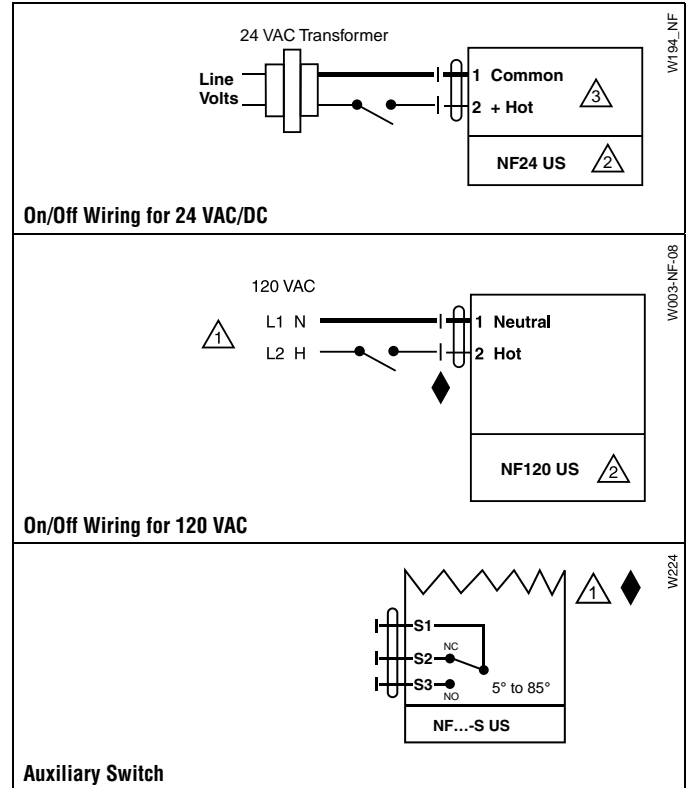 24 VAC Transformer
W194_NF
Line
Volts
1 Common
2 + Hot
3
NF24 US
2
On/Off Wiring for 24 VAC/DC
W003-NF-08
120 VAC
1
L1 N
L2 H
1 Neutral
2 Hot
NF120 US
2
On/Off Wiring for 120 VAC
W224
1
S1
S2
NC
S3
NO
5° to 85°
NF…-S US
Auxiliary Switch